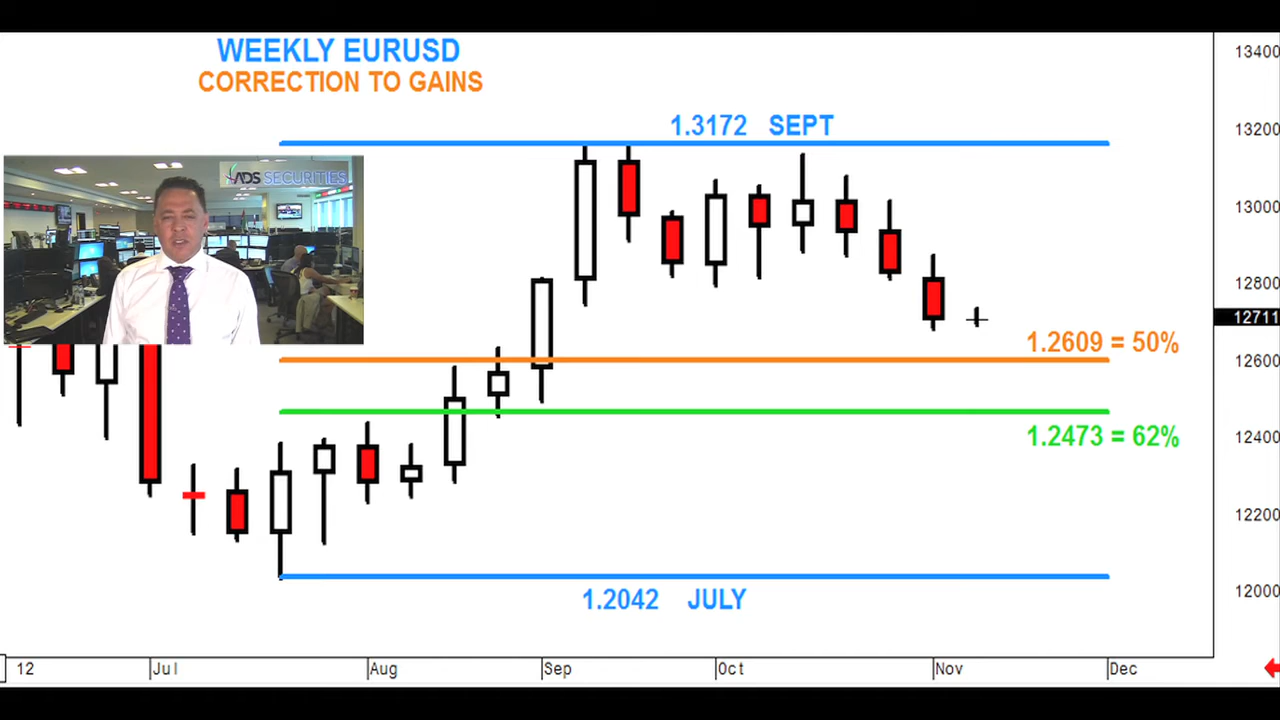 WEEKLY EURUSD
CORRECTION TO GAINS
1.3172 SEPT
ADS SECURITIES
1.2609 = 50%
1.2473 = 62%
1.2042 JULY
13400
13200
13000
12800
12711
12600
12400
12200
12000
12 Jul Aug Sep Oct Nov Dec